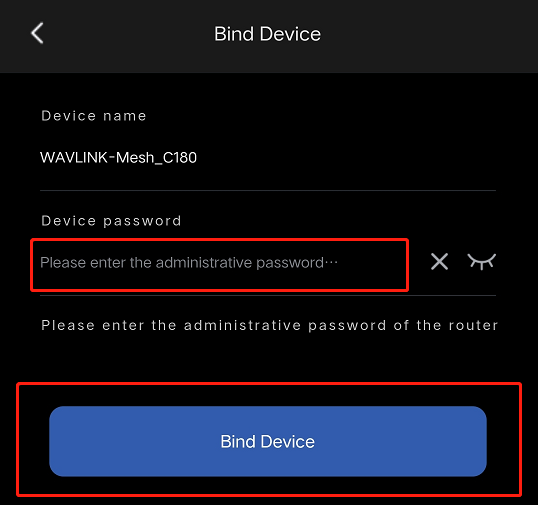 Bind Device
Device name
WAVLINK-Mesh_C180
Device password
Please enter the administrative password···
Please enter the administrative password of the router
Bind Device